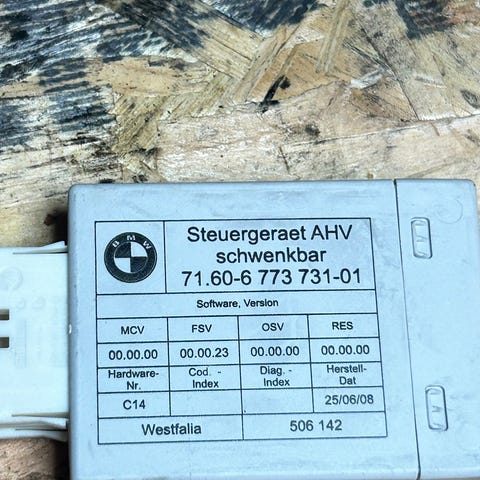 BMW
Steuergeraet AHV
schwenkbar
71.60-6 773 731-01
Software, Version
MCV FSV OSV RES
00.00.00 00.00.23 00.00.00 00.00.00
Hardware- Cod. - Diag. - Herstell-
Nr. Index Index Dat
C14 25/06/08
Westfalia 506 142